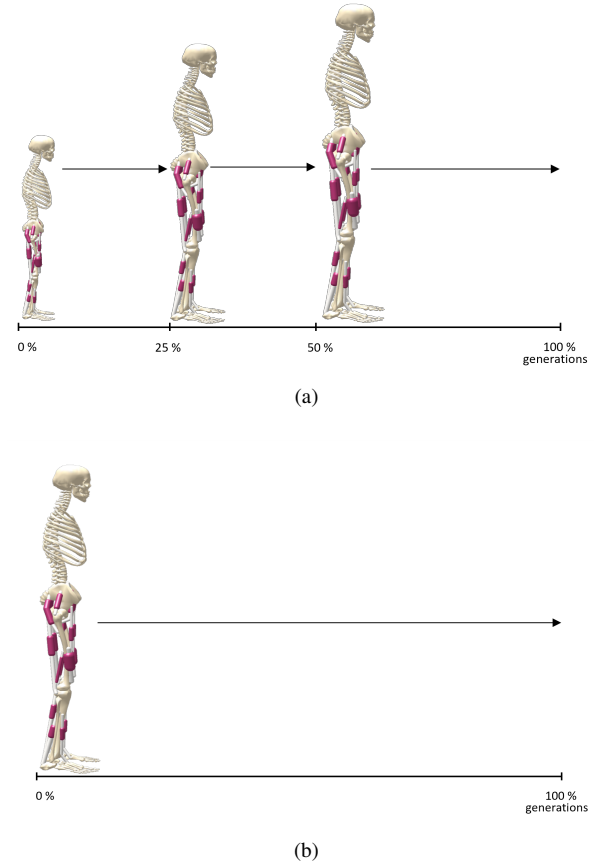 0 % 25 % 50 % 100 %
generations
(a)
0 % 100 %
generations
(b)